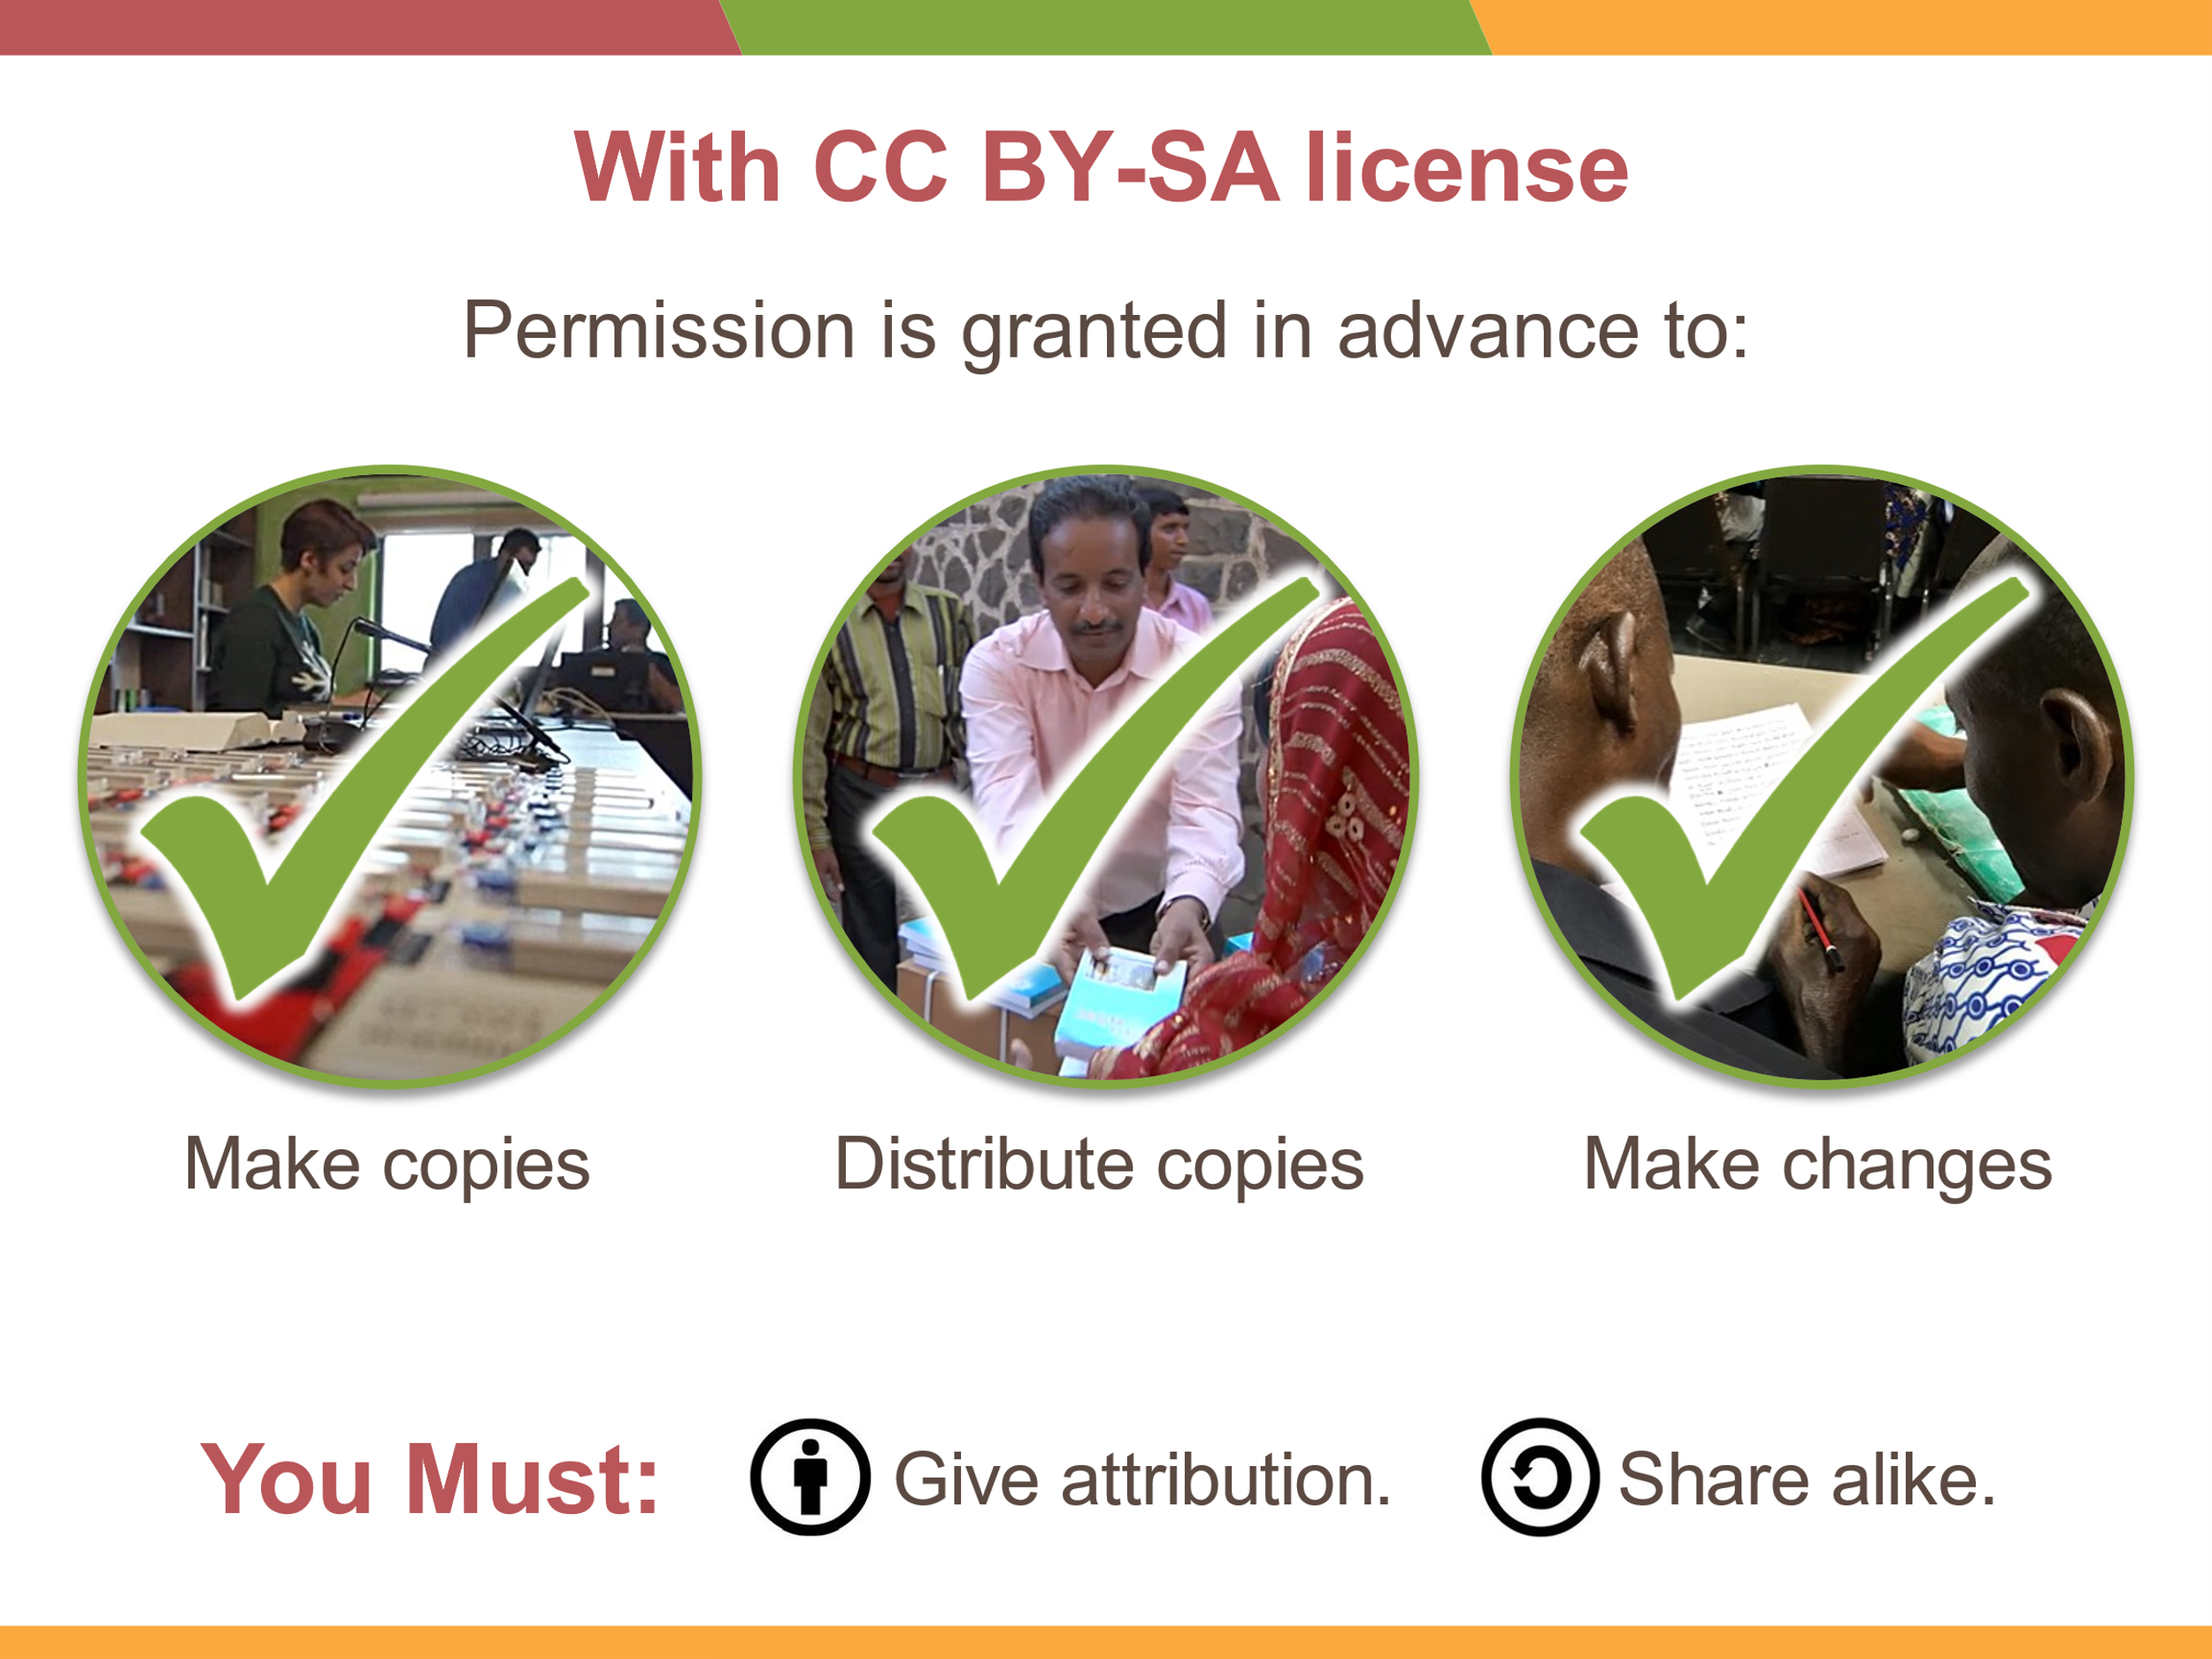 With CC BY-SA license
Permission is granted in advance to:
Make copies
Distribute copies
Make changes
You Must:
Give attribution.
Share alike.